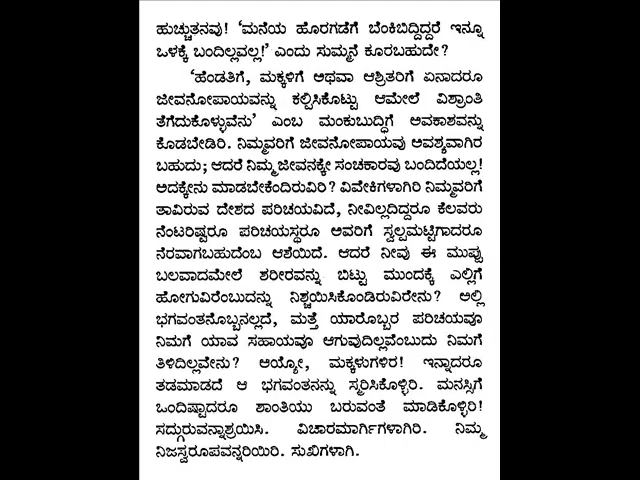 ಹುಚ್ಚುತನವು! 'ಮನೆಯ ಹೊರಗಡೆಗೆ ಬೆಂಕಿಬಿದ್ದಿದ್ದರೆ ಇನ್ನೂ
ಒಳಕ್ಕೆ ಬಂದಿಲ್ಲವಲ್ಲ!' ಎಂದು ಸುಮ್ಮನೆ ಕೂರಬಹುದೇ?
'ಹೆಂಡತಿಗೆ, ಮಕ್ಕಳಿಗೆ ಅಥವಾ ಆಶ್ರಿತರಿಗೆ ಏನಾದರೂ
ಜೀವನೋಪಾಯವನ್ನು ಕಲ್ಪಿಸಿಕೊಟ್ಟು ಆಮೇಲೆ ವಿಶ್ರಾಂತಿ
ತೆಗೆದುಕೊಳ್ಳುವೆನು' ಎಂಬ ಮಂಕುಬುದ್ಧಿಗೆ ಅವಕಾಶವನ್ನು
ಕೊಡಬೇಡಿರಿ. ನಿಮ್ಮವರಿಗೆ ಜೀವನೋಪಾಯವು ಅವಶ್ಯವಾಗಿರ
ಬಹುದು; ಆದರೆ ನಿಮ್ಮ ಜೀವನಕ್ಕೇ ಸಂಚಕಾರವು ಬಂದಿದೆಯಲ್ಲ!
ಅದಕ್ಕೇನು ಮಾಡಬೇಕೆಂದಿರುವಿರಿ? ವಿವೇಕಿಗಳಾಗಿರಿ ನಿಮ್ಮವರಿಗೆ
ತಾವಿರುವ ದೇಶದ ಪರಿಚಯವಿದೆ, ನೀವಿಲ್ಲದಿದ್ದರೂ ಕೆಲವರು
ನೆಂಟರಿಷ್ಟರೂ ಪರಿಚಯಸ್ಥರೂ ಅವರಿಗೆ ಸ್ವಲ್ಪಮಟ್ಟಿಗಾದರೂ
ನೆರವಾಗಬಹುದೆಂಬ ಆಶೆಯಿದೆ. ಆದರೆ ನೀವು ಈ ಮುಪ್ಪು
ಬಲವಾದಮೇಲೆ ಶರೀರವನ್ನು ಬಿಟ್ಟು ಮುಂದಕ್ಕೆ ಎಲ್ಲಿಗೆ
ಹೋಗುವಿರೆಂಬುದನ್ನು ನಿಶ್ಚಯಿಸಿಕೊಂಡಿರುವಿರೇನು? ಅಲ್ಲಿ
ಭಗವಂತನೊಬ್ಬನಲ್ಲದೆ, ಮತ್ತೆ ಯಾರೊಬ್ಬರ ಪರಿಚಯವೂ
ನಿಮಗೆ ಯಾವ ಸಹಾಯವೂ ಆಗುವುದಿಲ್ಲವೆಂಬುದು ನಿಮಗೆ
ತಿಳಿದಿಲ್ಲವೇನು? ಅಯ್ಯೋ, ಮಕ್ಕಳುಗಳಿರ! ಇನ್ನಾದರೂ
ತಡಮಾಡದೆ ಆ ಭಗವಂತನನ್ನು ಸ್ಮರಿಸಿಕೊಳ್ಳಿರಿ. ಮನಸ್ಸಿಗೆ
ಒಂದಿಷ್ಟಾದರೂ ಶಾಂತಿಯು ಬರುವಂತೆ ಮಾಡಿಕೊಳ್ಳಿರಿ!
ಸದ್ಗುರುವನ್ನಾಶ್ರಯಿಸಿ. ವಿಚಾರಮಾರ್ಗಿಗಳಾಗಿರಿ. ನಿಮ್ಮ
ನಿಜಸ್ವರೂಪವನ್ನರಿಯಿರಿ. ಸುಖಿಗಳಾಗಿ.